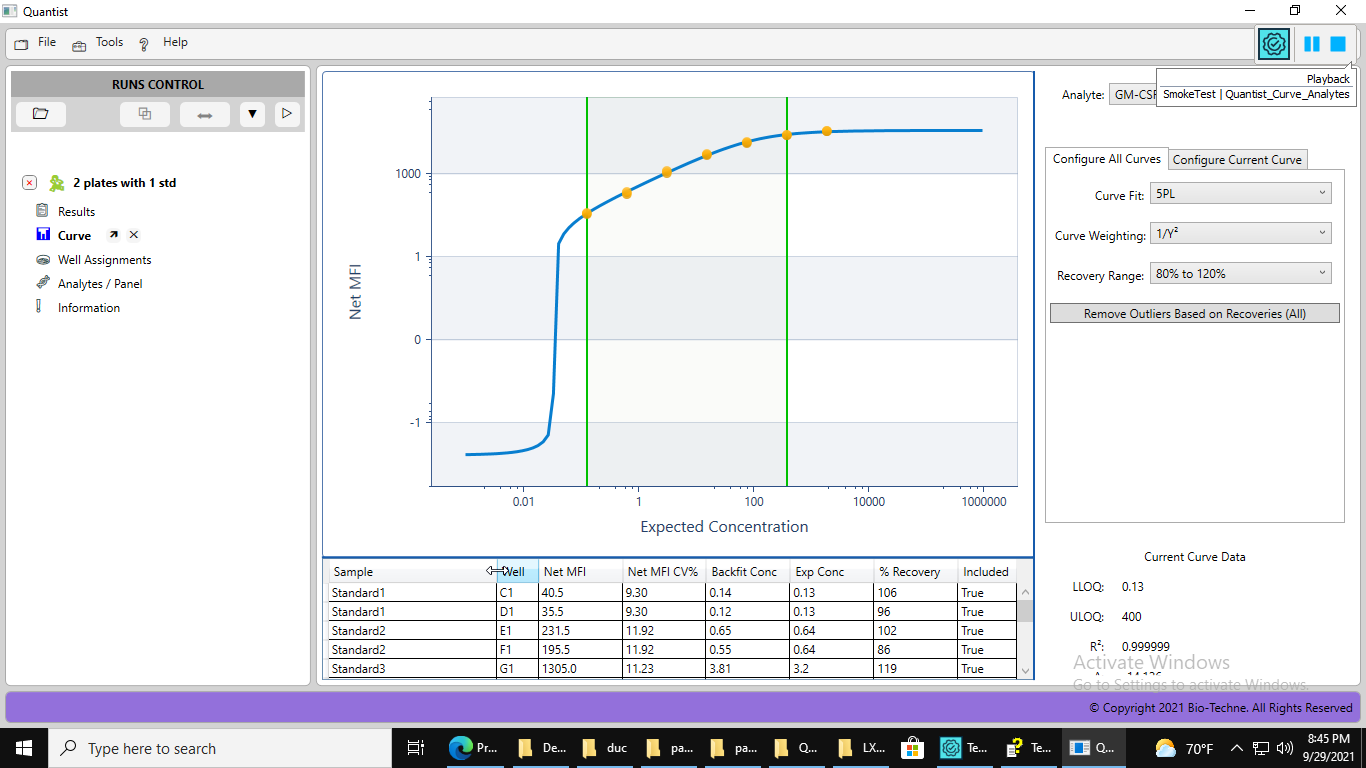 Quantist
File Tools Help
Playback
SmokeTest | Quantist_Curve_Analytes
RUNS CONTROL
2 plates with 1 std
Results
Curve
Well Assignments
Analytes / Panel
Information
1000
1
0
-1
Net MFI
0.01 1 100 10000 1000000
Expected Concentration
Analyte: GM-CSF
Configure All Curves Configure Current Curve
Curve Fit: 5PL
Curve Weighting: 1/Y²
Recovery Range: 80% to 120%
Remove Outliers Based on Recoveries (All)
Sample Well Net MFI Net MFI CV% Backfit Conc Exp Conc % Recovery Included
Standard1 C1 40.5 9.30 0.14 0.13 106 True
Standard1 D1 35.5 9.30 0.12 0.13 96 True
Standard2 E1 231.5 11.92 0.65 0.64 102 True
Standard2 F1 195.5 11.92 0.55 0.64 86 True
Standard3 G1 1305.0 11.23 3.81 3.2 119 True
Current Curve Data
LLOQ: 0.13
ULOQ: 400
R²: 0.999999
Activate Windows
Go to Settings to activate Windows.
© Copyright 2021 Bio-Techne. All Rights Reserved
Type here to search
Pr...
De...
duc
pa...
pa...
Q...
LX...
Te...
Te...
Q...
70°F
8:45 PM
9/29/2021